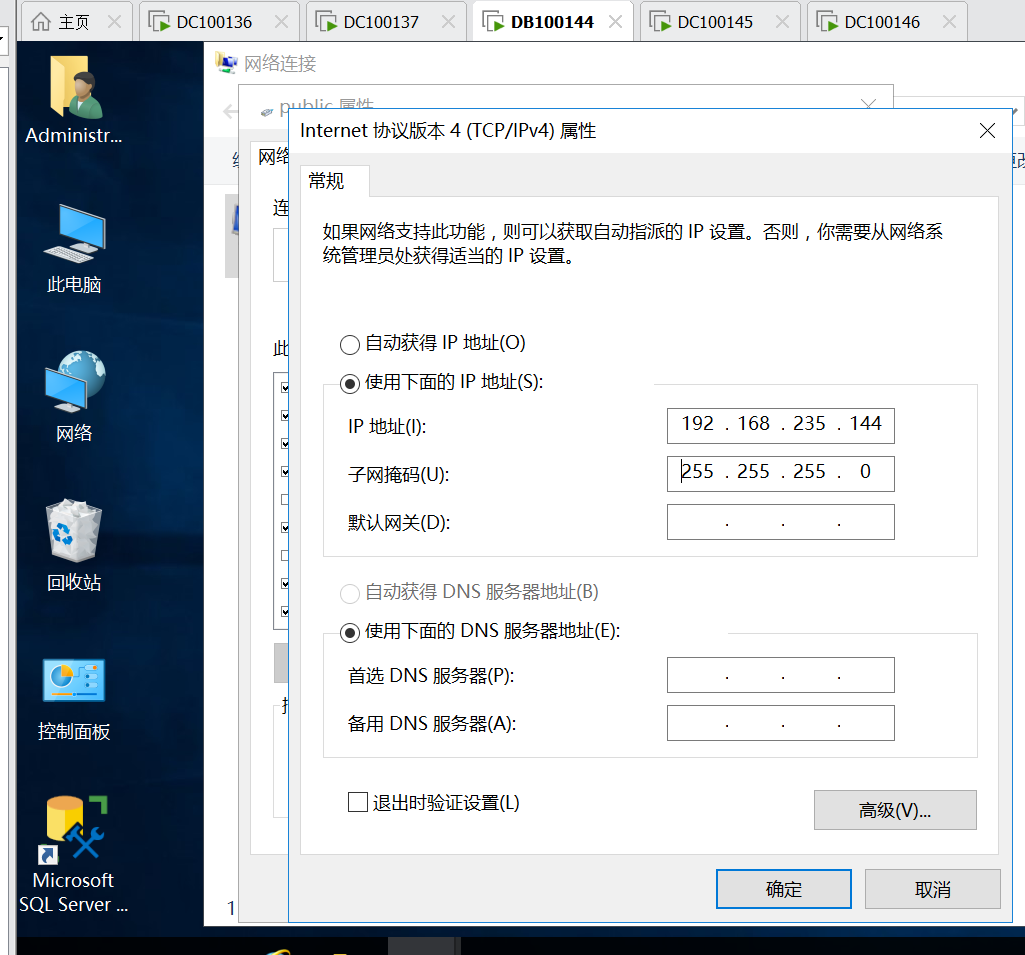 主页
DC100136
DC100137
DB100144
DC100145
DC100146
Administr...
此电脑
网络
回收站
控制面板
Microsoft
SQL Server ...
网络连接
public 属性
网络
连
此
Internet 协议版本 4 (TCP/IPv4) 属性
常规
如果网络支持此功能，则可以获取自动指派的 IP 设置。否则，你需要从网络系
统管理员处获得适当的 IP 设置。
自动获得 IP 地址(O)
使用下面的 IP 地址(S):
IP 地址(I):
192 . 168 . 235 . 144
子网掩码(U):
255 . 255 . 255 . 0
默认网关(D):
. . .
自动获得 DNS 服务器地址(B)
使用下面的 DNS 服务器地址(E):
首选 DNS 服务器(P):
. . .
备用 DNS 服务器(A):
. . .
退出时验证设置(L)
高级(V)...
确定
取消
1